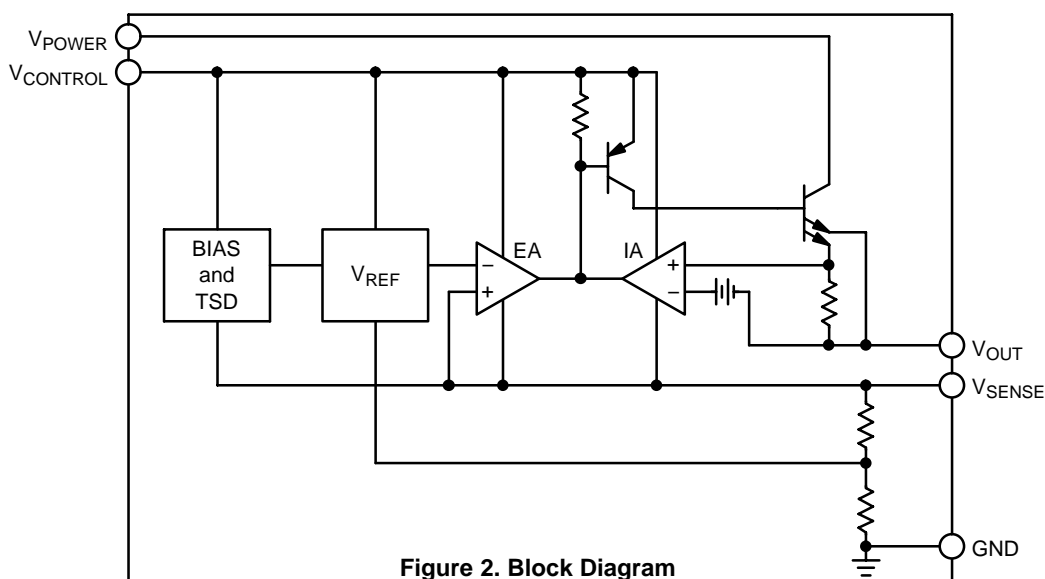 VPOWER
VCONTROL
BIAS
and
TSD
VREF
EA
IA
−
+
+
−
VOUT
VSENSE
GND
Figure 2. Block Diagram